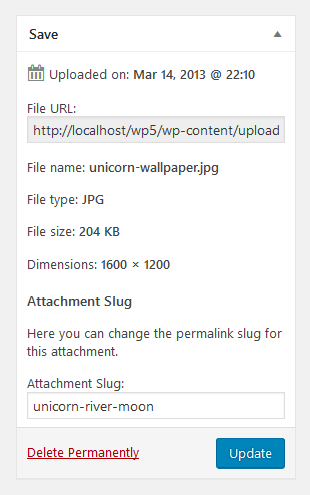 Save
Uploaded on: Mar 14, 2013 @ 22:10
File URL:
http://localhost/wp5/wp-content/upload
File name: unicorn-wallpaper.jpg
File type: JPG
File size: 204 KB
Dimensions: 1600 × 1200
Attachment Slug
Here you can change the permalink slug for
this attachment.
Attachment Slug:
unicorn-river-moon
Delete Permanently
Update